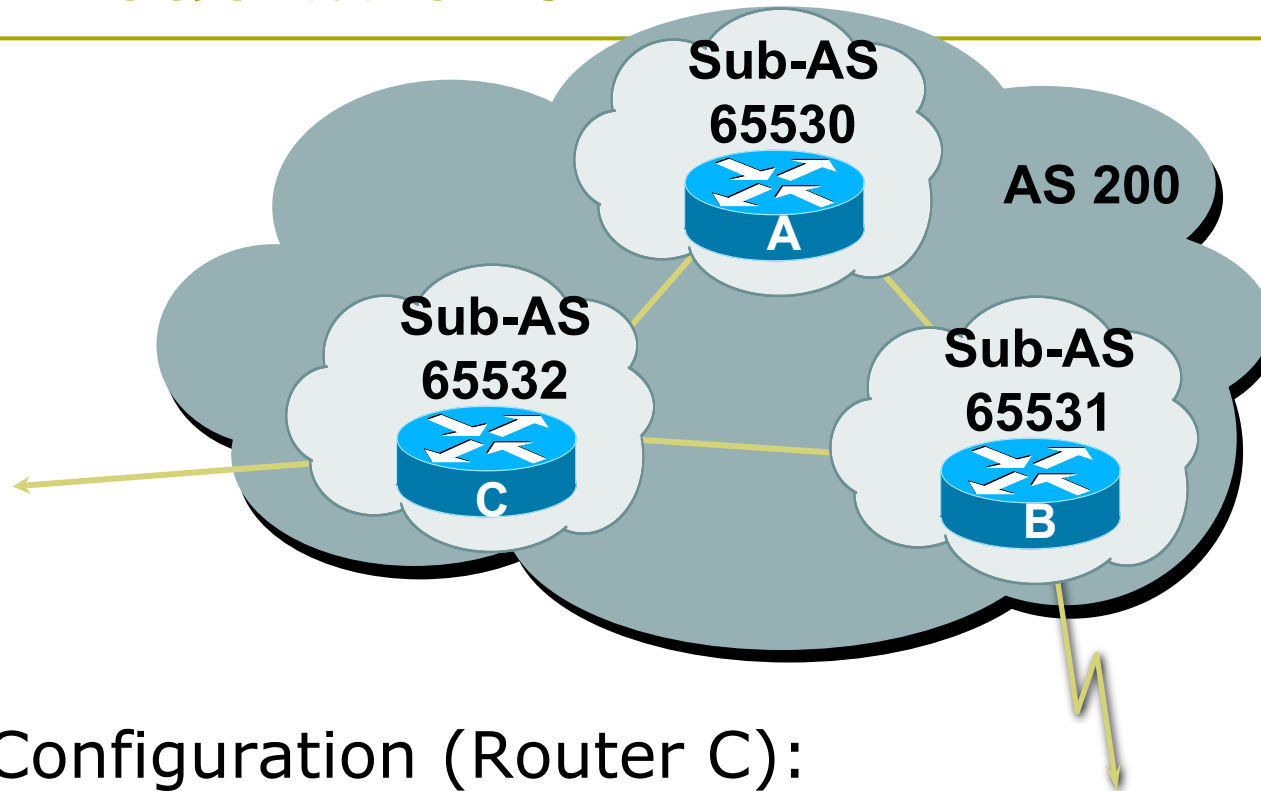 Sub-AS
65530
A
AS 200
Sub-AS
65532
C
Sub-AS
65531
B
Configuration (Router C):